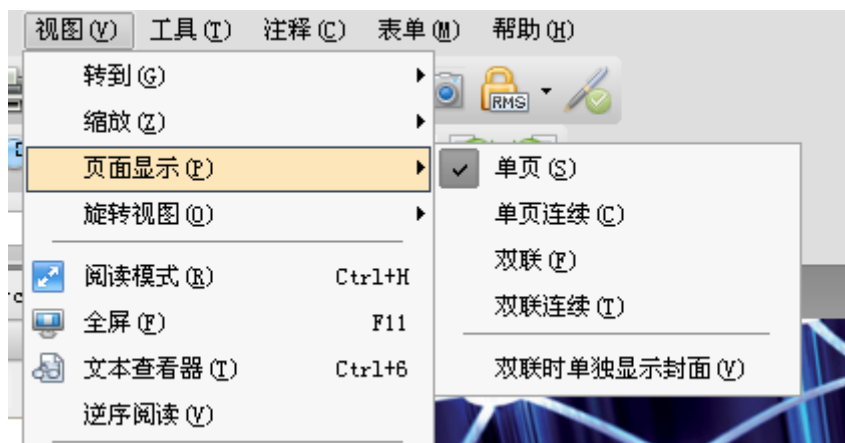 视图(V) 工具(T) 注释(C) 表单(M) 帮助(H)
转到(G)
缩放(Z)
页面显示(P)
旋转视图(O)
阅读模式(R) Ctrl+H
全屏(F) F11
文本查看器(T) Ctrl+6
逆序阅读(V)
RMS
单页(S)
单页连续(C)
双联(F)
双联连续(T)
双联时单独显示封面(V)